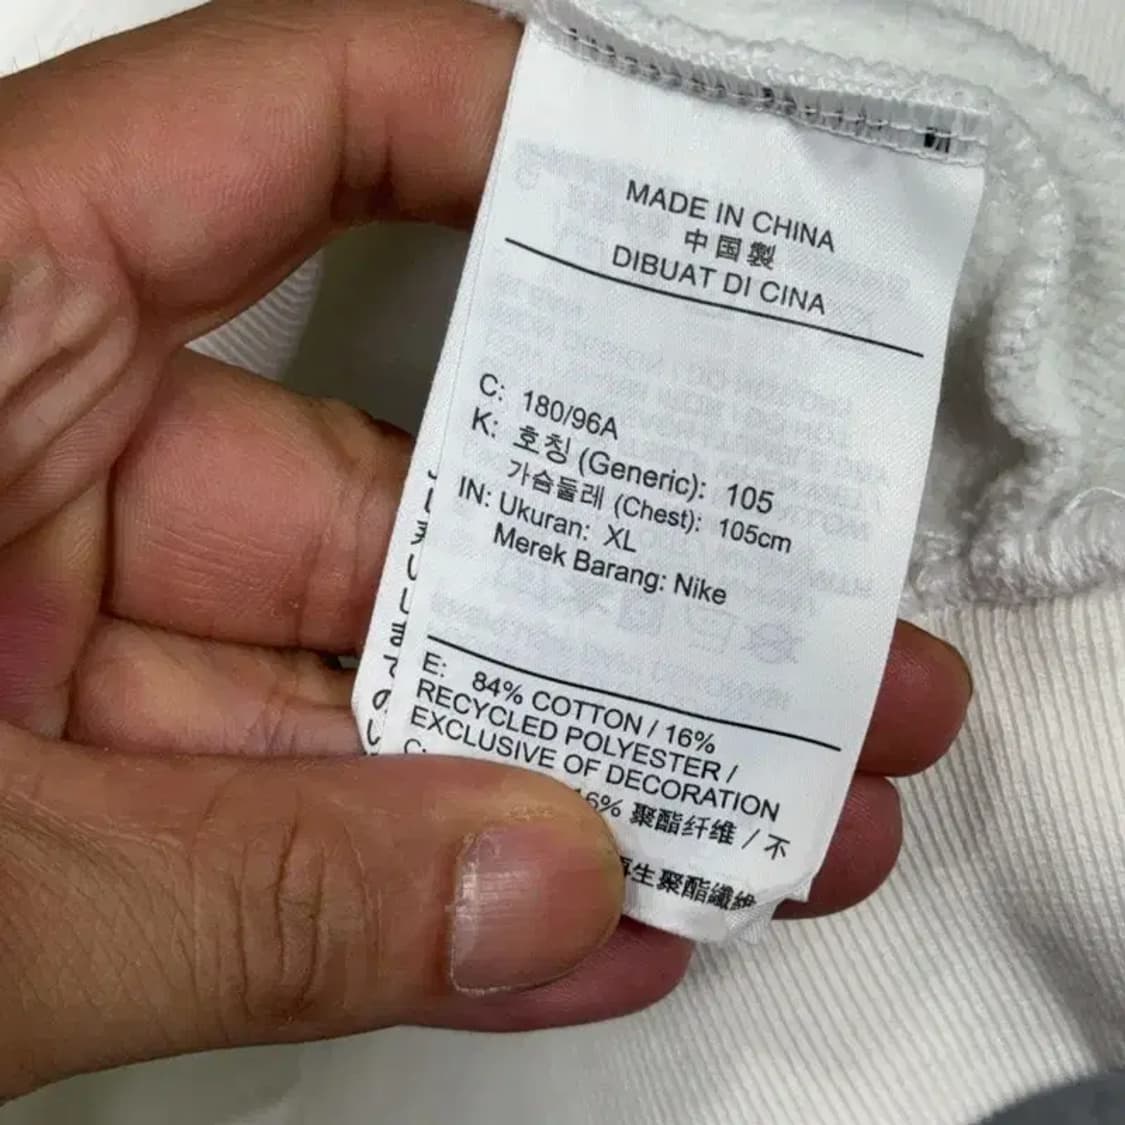 MADE IN CHINA
中国製
DIBUAT DI CINA
C: 180/96A
K: 호칭 (Generic): 105
가슴둘레 (Chest): 105cm
IN: Ukuran: XL
Merek Barang: Nike
E: 84% COTTON / 16%
RECYCLED POLYESTER /
EXCLUSIVE OF DECORATION
C: 16% 聚酯纤维 / 不
再生聚酯纖維